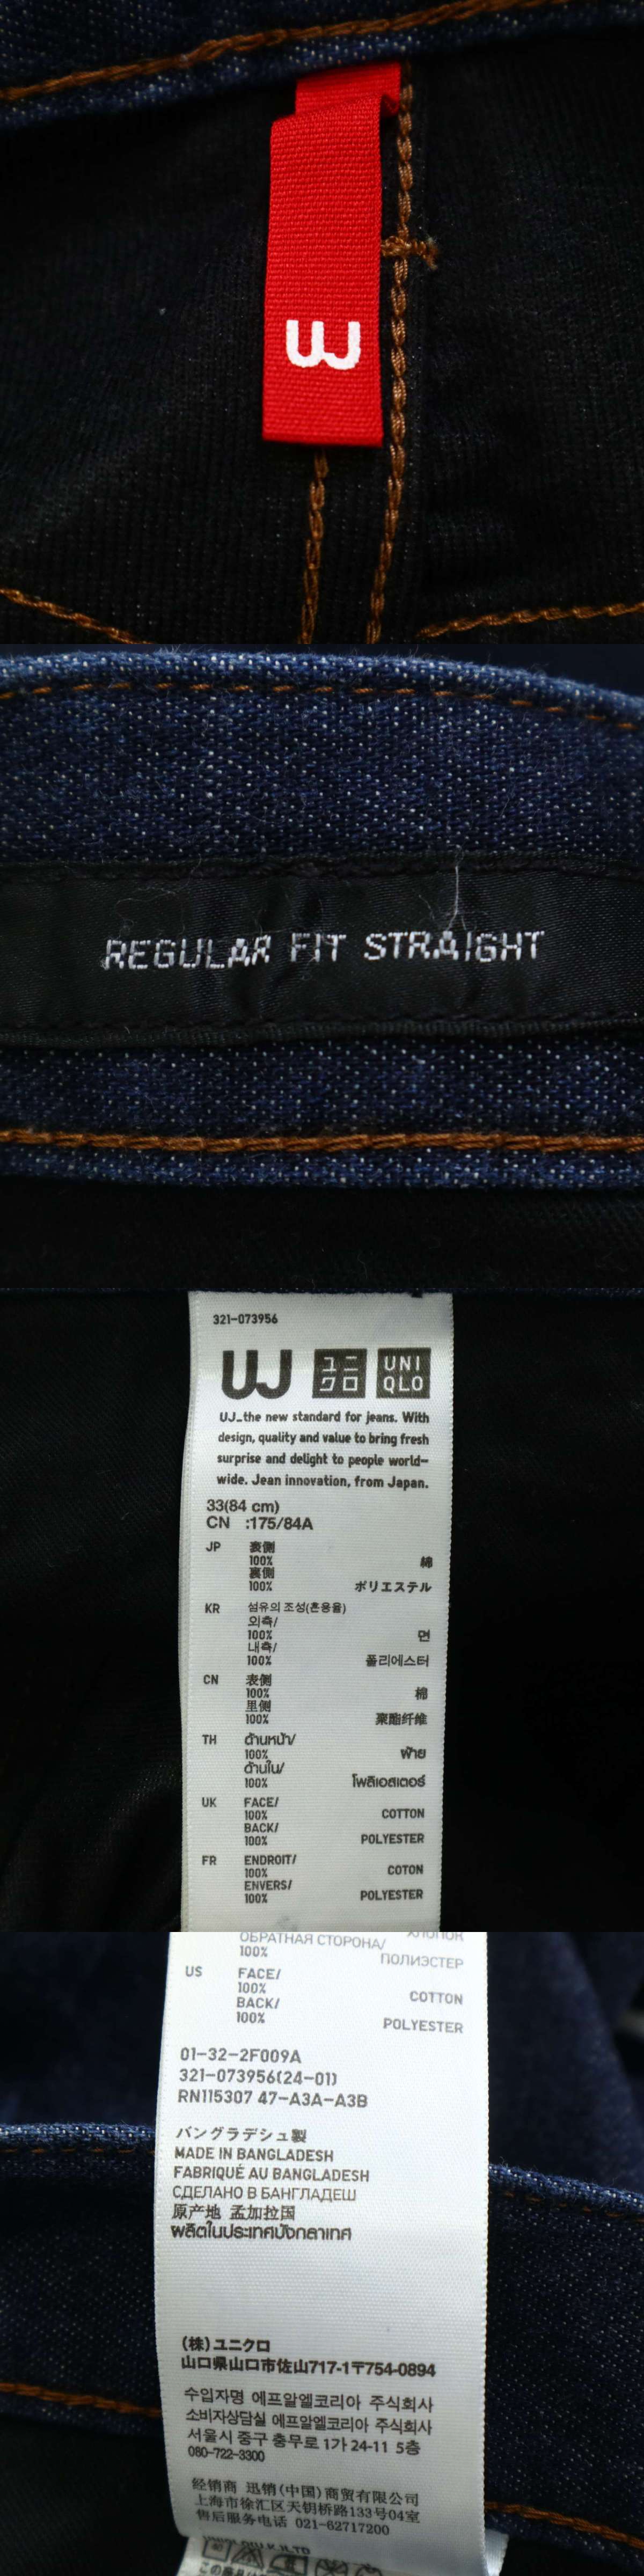 UJ
REGULAR FIT STRAIGHT
321-073956
UJ ユニクロ UNIQLO
UJ_the new standard for jeans. With
design, quality and value to bring fresh
surprise and delight to people world-
wide. Jean innovation, from Japan.
33(84 cm)
CN :175/84A
JP 表側
100% 綿
裏側
100% ポリエステル
KR 섬유의 조성(혼용율)
외측/
100% 면
내측/
100% 폴리에스터
CN 表侧
100% 棉
里侧
100% 聚酯纤维
TH ด้านหน้า/
100% ฝ้าย
ด้านใน/
100% โพลิเอสเตอร์
UK FACE/
100% COTTON
BACK/
100% POLYESTER
FR ENDROIT/
100% COTON
ENVERS/
100% POLYESTER
ХЛОПОК
ОБРАТНАЯ СТОРОНА/
100% ПОЛИЭСТЕР
US FACE/
100% COTTON
BACK/
100% POLYESTER
01-32-2F009A
321-073956(24-01)
RN115307 47-A3A-A3B
バングラデシュ製
MADE IN BANGLADESH
FABRIQUÉ AU BANGLADESH
СДЕЛАНО В БАНГЛАДЕШ
原产地 孟加拉国
ผลิตในประเทศบังกลาเทศ
(株)ユニクロ
山口県山口市佐山717-1〒754-0894
수입자명 에프알엘코리아 주식회사
소비자상담실 에프알엘코리아 주식회사
서울시 중구 충무로 1가 24-11 5층
080-722-3300
经销商 迅销(中国)商贸有限公司
上海市徐汇区天钥桥路133号04室
售后服务电话 021-62717200